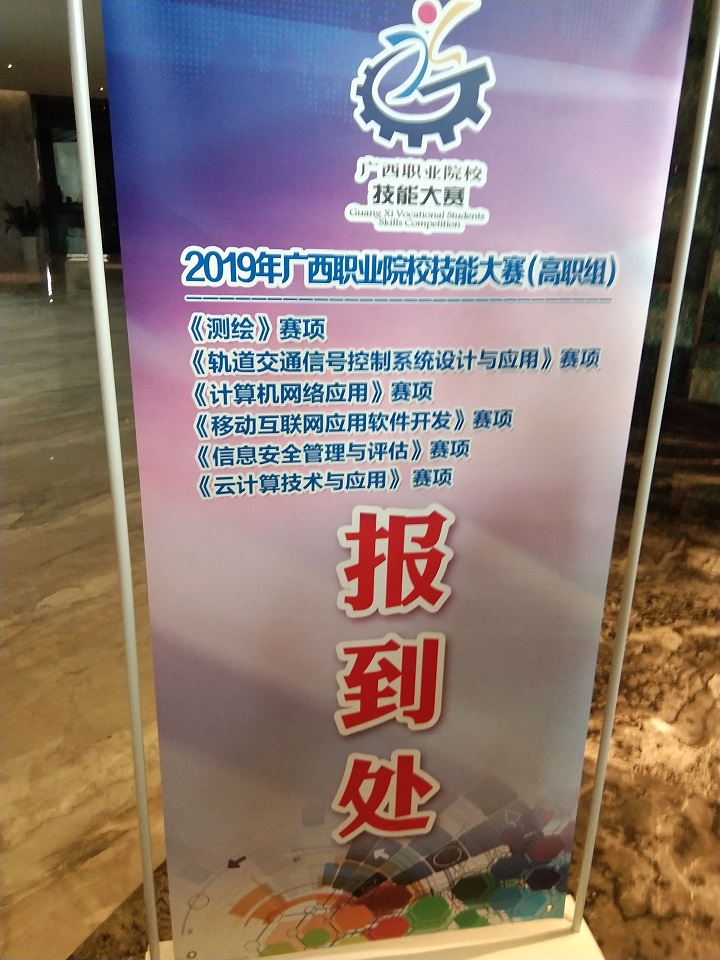 广西职业院校
技能大赛
Guang Xi Vocational Students
Skills Competition
2019年广西职业院校技能大赛（高职组）
《测绘》赛项
《轨道交通信号控制系统设计与应用》赛项
《计算机网络应用》赛项
《移动互联网应用软件开发》赛项
《信息安全管理与评估》赛项
《云计算技术与应用》 赛项
报
到
处